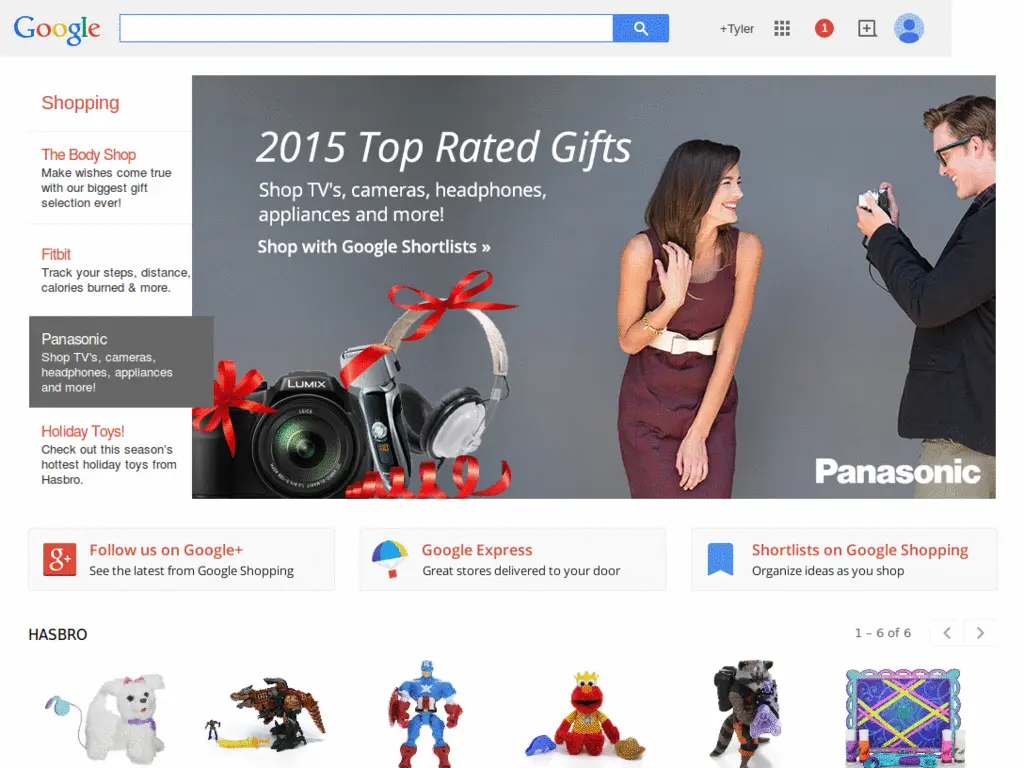 Google
+Tyler
1
Shopping
The Body Shop
Make wishes come true
with our biggest gift
selection ever!
Fitbit
Track your steps, distance,
calories burned & more.
Panasonic
Shop TV's, cameras,
headphones, appliances
and more!
Holiday Toys!
Check out this season's
hottest holiday toys from
Hasbro.
2015 Top Rated Gifts
Shop TV's, cameras, headphones,
appliances and more!
Shop with Google Shortlists »
LUMIX
LEICA
Panasonic
g+
Follow us on Google+
See the latest from Google Shopping
Google Express
Great stores delivered to your door
Shortlists on Google Shopping
Organize ideas as you shop
HASBRO
1 – 6 of 6